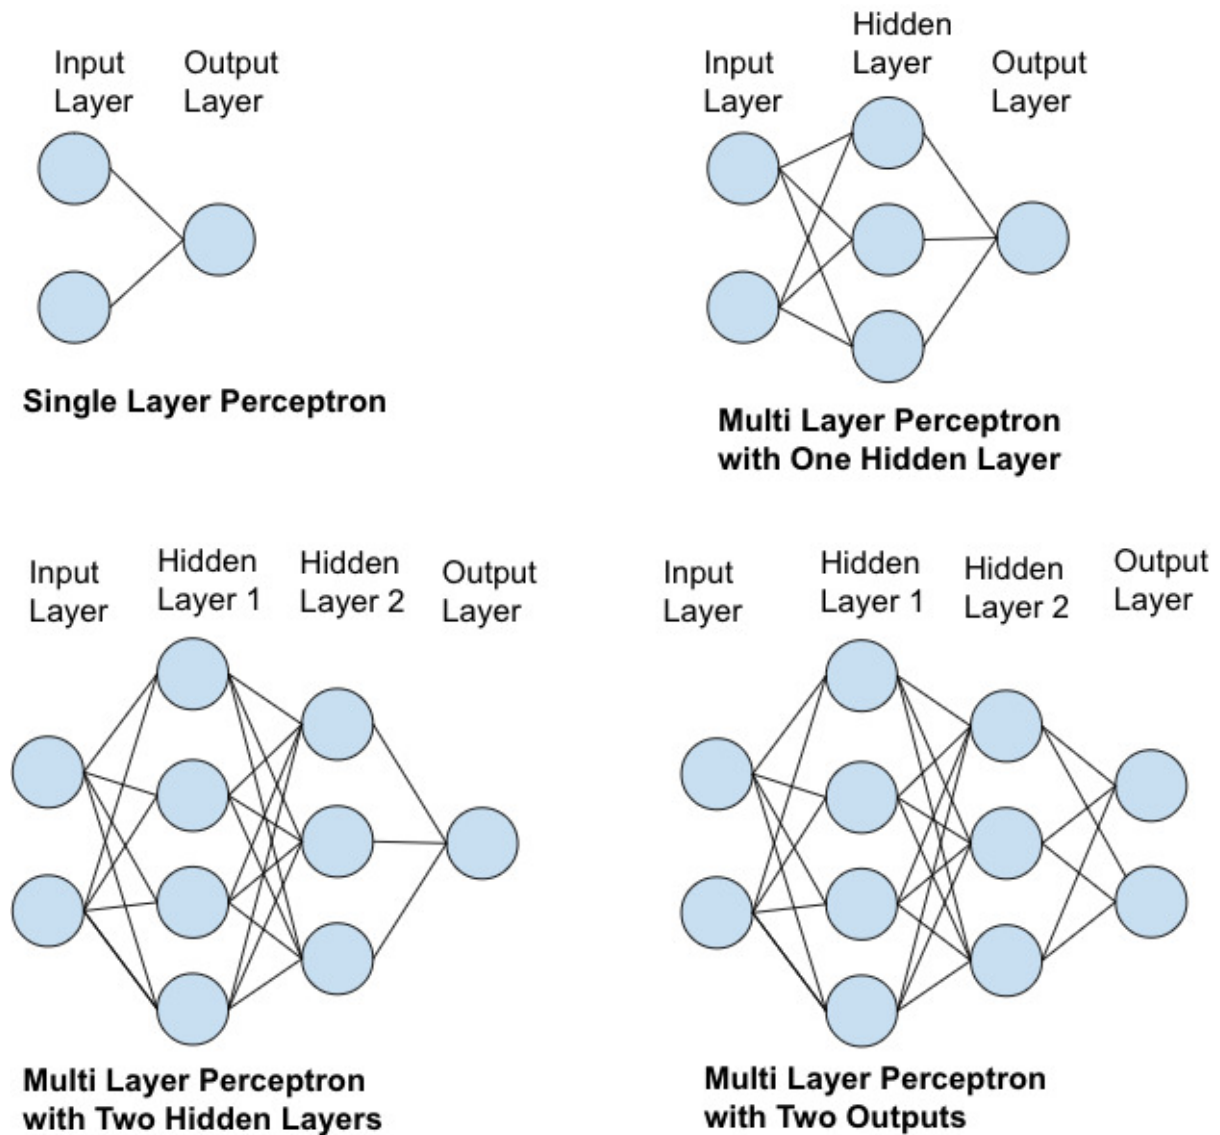 Input
Layer
Output
Layer
Single Layer Perceptron
Input
Layer
Hidden
Layer
Output
Layer
Multi Layer Perceptron
with One Hidden Layer
Input
Layer
Hidden
Layer 1
Hidden
Layer 2
Output
Layer
Multi Layer Perceptron
with Two Hidden Layers
Input
Layer
Hidden
Layer 1
Hidden
Layer 2
Output
Layer
Multi Layer Perceptron
with Two Outputs